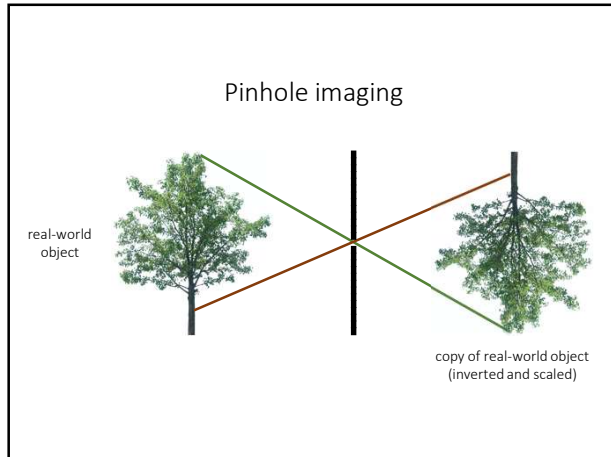 Pinhole imaging
real-world
object
copy of real-world object
(inverted and scaled)